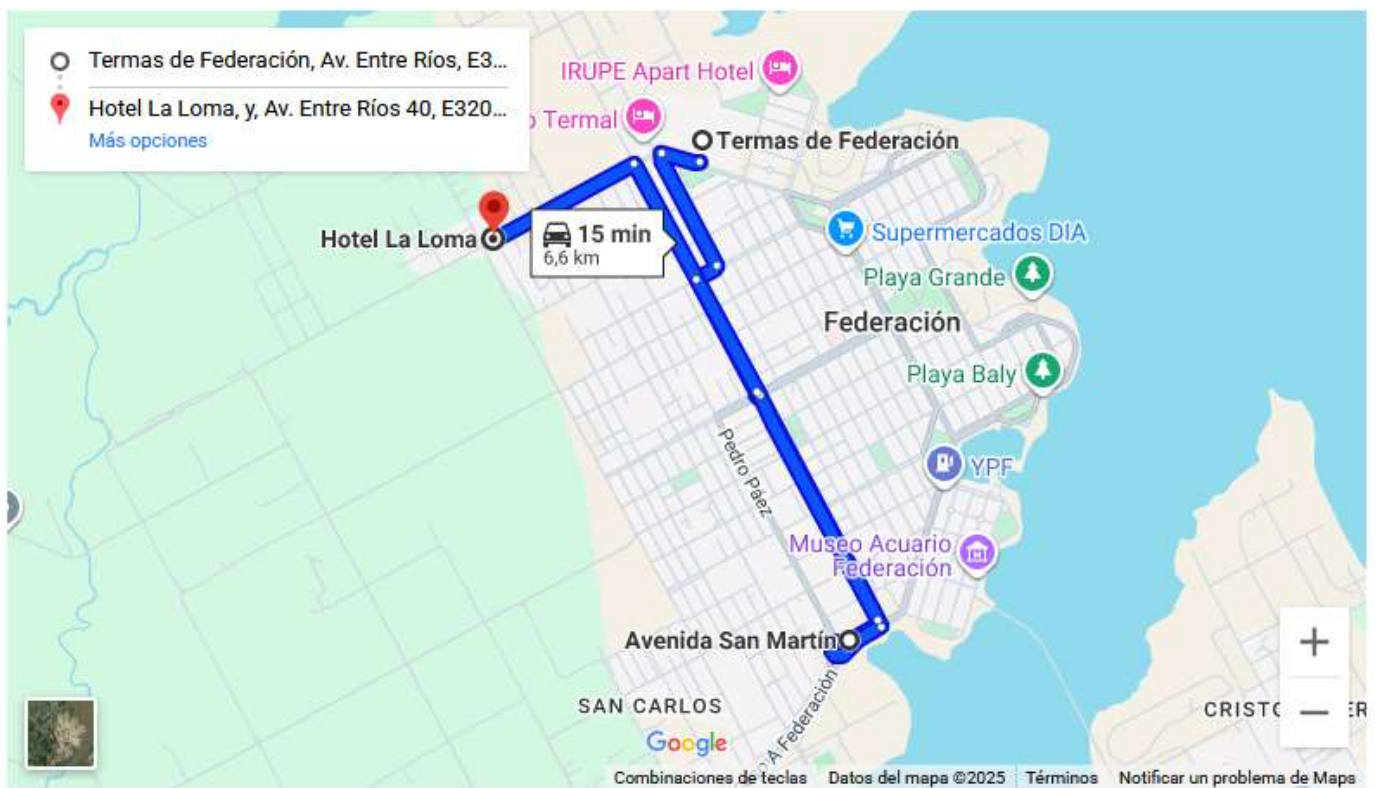 Termas de Federación, Av. Entre Ríos, E3...
Hotel La Loma, y, Av. Entre Ríos 40, E320...
Más opciones
IRUPE Apart Hotel
Termal
Termas de Federación
Hotel La Loma
15 min
6,6 km
Supermercados DIA
Playa Grande
Federación
Playa Baly
Pedro Páez
YPF
Museo Acuario
Federación
Avenida San Martín
SAN CARLOS
A Federación
Google
Combinaciones de teclas
Datos del mapa ©2025
Términos
Notificar un problema de Maps